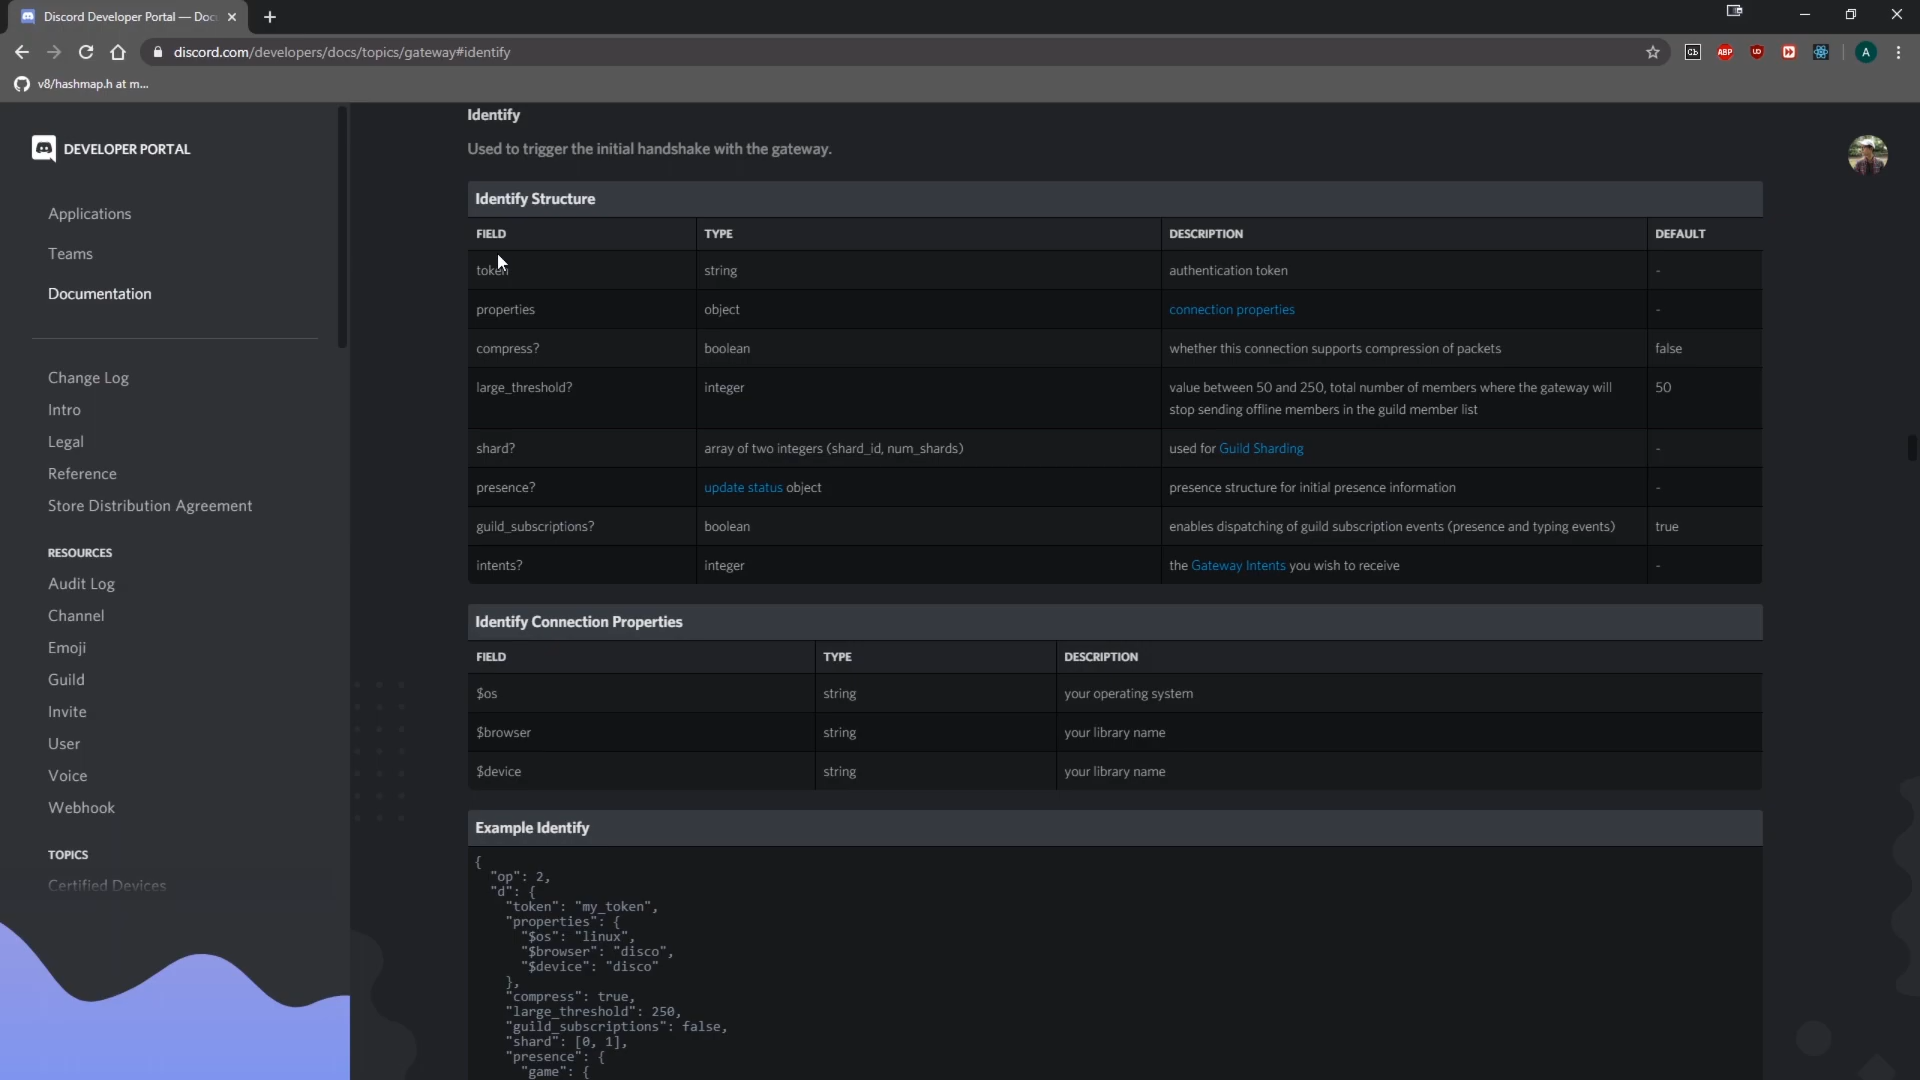 Discord Developer Portal — Doc
discord.com/developers/docs/topics/gateway#identify
Cb
ABP
A
v8/hashmap.h at m...
DEVELOPER PORTAL
Applications
Teams
Documentation
Change Log
Intro
Legal
Reference
Store Distribution Agreement
RESOURCES
Audit Log
Channel
Emoji
Guild
Invite
User
Voice
Webhook
TOPICS
Certified Devices
Identify
Used to trigger the initial handshake with the gateway.
Identify Structure
FIELD TYPE DESCRIPTION DEFAULT
token string authentication token -
properties object connection properties -
compress? boolean whether this connection supports compression of packets false
large_threshold? integer value between 50 and 250, total number of members where the gateway will 50
stop sending offline members in the guild member list
shard? array of two integers (shard_id, num_shards) used for Guild Sharding -
presence? update status object presence structure for initial presence information -
guild_subscriptions? boolean enables dispatching of guild subscription events (presence and typing events) true
intents? integer the Gateway Intents you wish to receive -
Identify Connection Properties
FIELD TYPE DESCRIPTION
$os string your operating system
$browser string your library name
$device string your library name
Example Identify
{
"op": 2,
"d": {
"token": "my_token",
"properties": {
"$os": "linux",
"$browser": "disco",
"$device": "disco"
},
"compress": true,
"large_threshold": 250,
"guild_subscriptions": false,
"shard": [0, 1],
"presence": {
"game": {